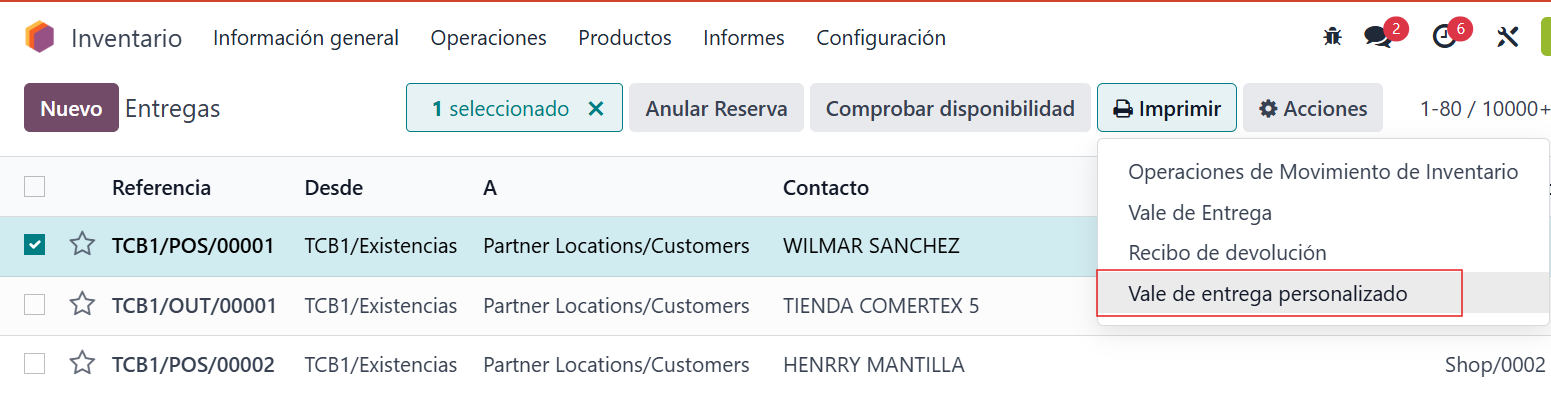 Inventario Información general Operaciones Productos Informes Configuración 2 6
Nuevo Entregas 1 seleccionado Anular Reserva Comprobar disponibilidad Imprimir Acciones 1-80 / 10000+
Referencia Desde A Contacto Operaciones de Movimiento de Inventario
Vale de Entrega
TCB1/POS/00001 TCB1/Existencias Partner Locations/Customers WILMAR SANCHEZ Recibo de devolución
TCB1/OUT/00001 TCB1/Existencias Partner Locations/Customers TIENDA COMERTEX 5 Vale de entrega personalizado
TCB1/POS/00002 TCB1/Existencias Partner Locations/Customers HENRRY MANTILLA Shop/0002